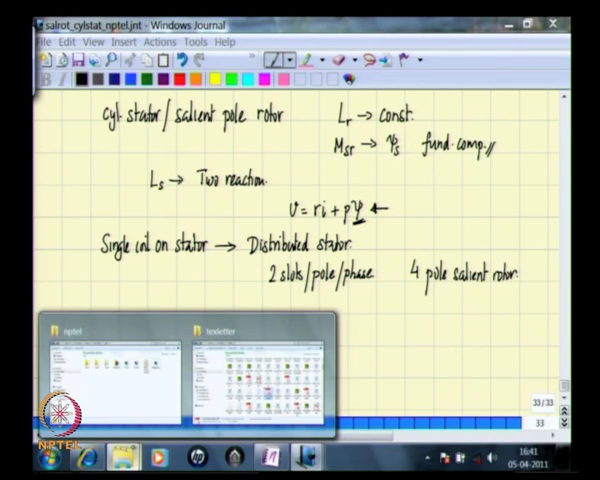 salrot_cylstat_nptel.jnt - Windows Journal
File Edit View Insert Actions Tools Help
B I
cyl. stator / salient pole rotor Lr → const.
Msr → ψs fund. comp //
Ls → Two reaction.
v = ri + pψ ←
Single coil on stator → Distributed stator.
2 slots/pole/phase 4 pole salient rotor.
nptel texletter
33/33
33
NPTEL
hp
16:41
05-04-2011